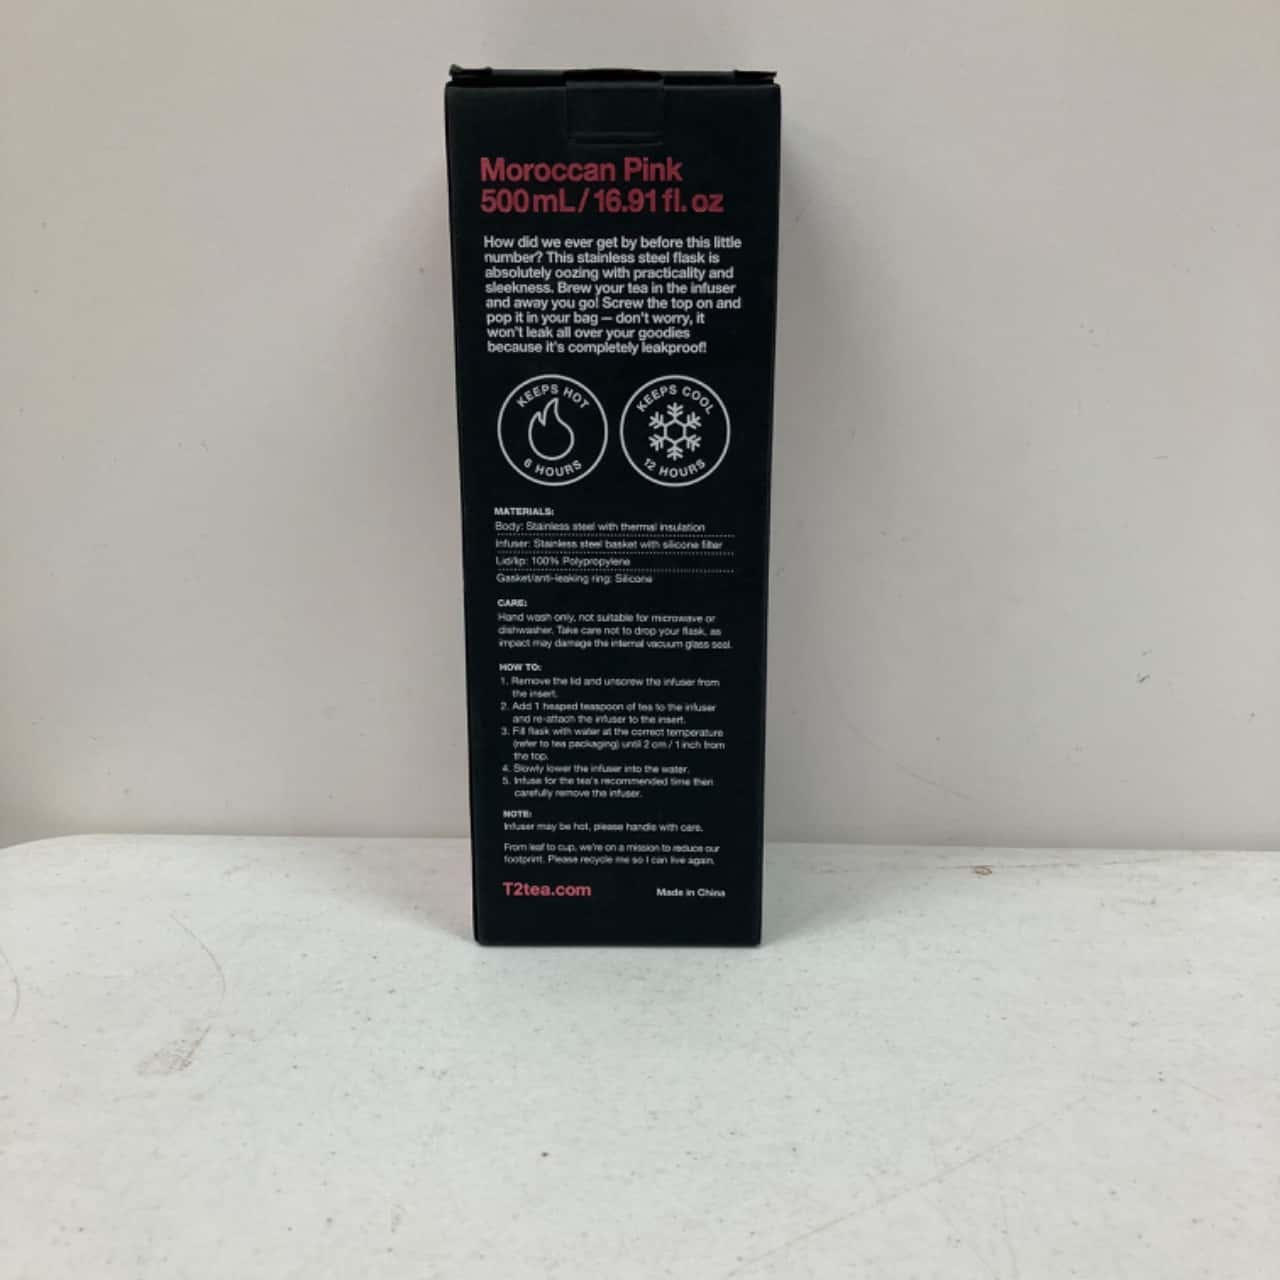 Moroccan Pink
500mL / 16.91 fl. oz
How did we ever get by before this little
number? This stainless steel flask is
absolutely oozing with practicality and
sleekness. Brew your tea in the infuser
and away you go! Screw the top on and
pop it in your bag — don't worry, it
won't leak all over your goodies
because it's completely leakproof!
KEEPS HOT
6 HOURS
KEEPS COOL
12 HOURS
MATERIALS:
Body: Stainless steel with thermal insulation
Infuser: Stainless steel basket with silicone filter
Lid/lip: 100% Polypropylene
Gasket/anti-leaking ring: Silicone
CARE:
Hand wash only, not suitable for microwave or
dishwasher. Take care not to drop your flask, as
impact may damage the internal vacuum glass seal.
HOW TO:
1. Remove the lid and unscrew the infuser from
the insert.
2. Add 1 heaped teaspoon of tea to the infuser
and re-attach the infuser to the insert.
3. Fill flask with water at the correct temperature
(refer to tea packaging) until 2 cm / 1 inch from
the top.
4. Slowly lower the infuser into the water.
5. Infuse for the tea's recommended time then
carefully remove the infuser.
NOTE:
Infuser may be hot, please handle with care.
From leaf to cup, we're on a mission to reduce our
footprint. Please recycle me so I can live again.
T2tea.com
Made in China